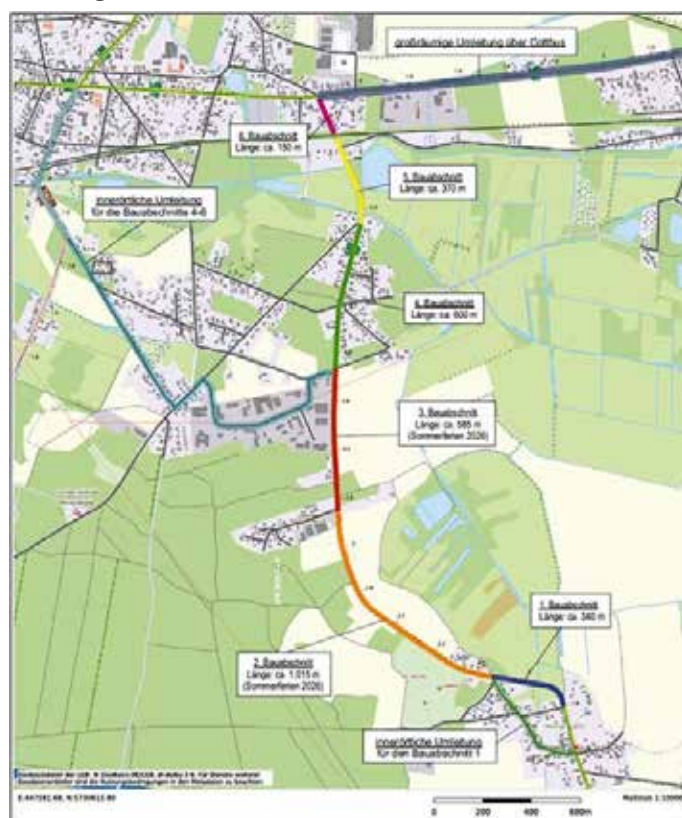 großräumige Umleitung über Cottbus
6. Bauabschnitt
Länge: ca. 150 m
5. Bauabschnitt
Länge: ca. 370 m
innerörtliche Umleitung
für die Bauabschnitte 4-6
4. Bauabschnitt
Länge: ca. 600 m
3. Bauabschnitt
Länge: ca. 585 m
(Sommerferien 2026)
1. Bauabschnitt
Länge: ca. 340 m
2. Bauabschnitt
Länge: ca. 1.015 m
(Sommerferien 2026)
innerörtliche Umleitung
für den Bauabschnitt 1
0 200 400 600m